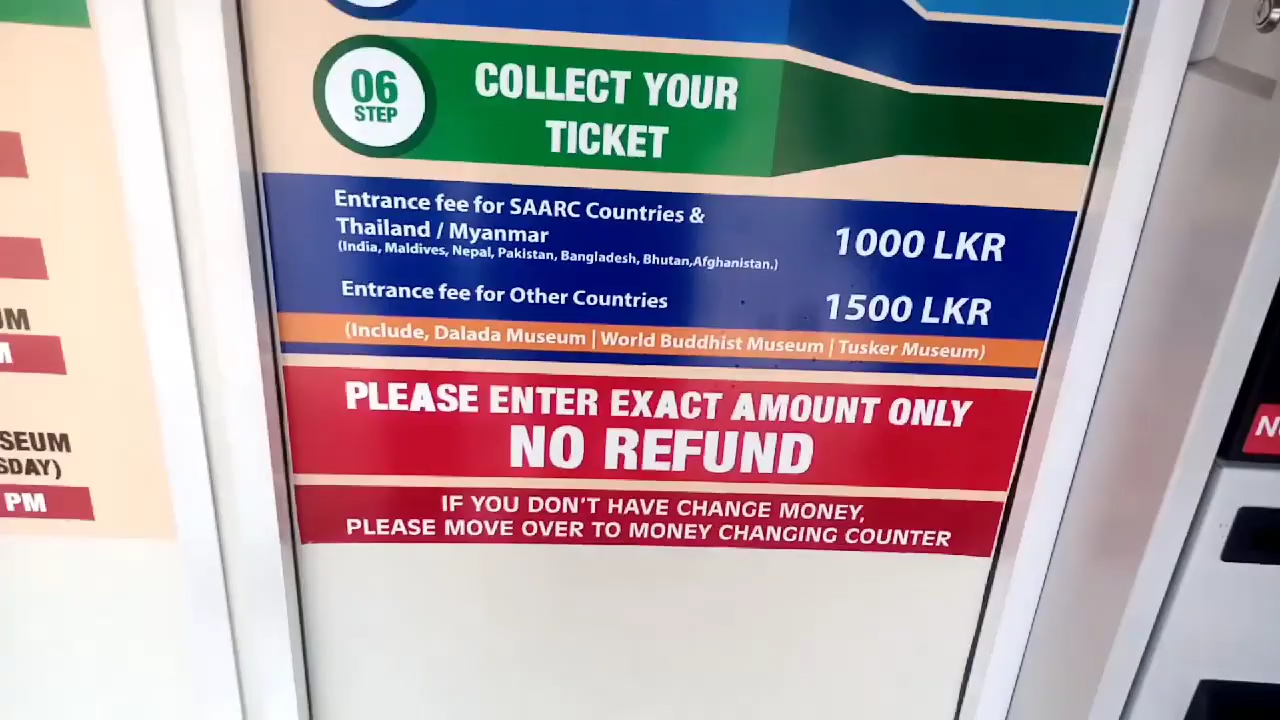 06
STEP
COLLECT YOUR
TICKET
Entrance fee for SAARC Countries &
Thailand / Myanmar
(India, Maldives, Nepal, Pakistan, Bangladesh, Bhutan,Afghanistan.)
1000 LKR
Entrance fee for Other Countries
1500 LKR
(Include, Dalada Museum | World Buddhist Museum | Tusker Museum)
PLEASE ENTER EXACT AMOUNT ONLY
NO REFUND
IF YOU DON'T HAVE CHANGE MONEY,
PLEASE MOVE OVER TO MONEY CHANGING COUNTER
PM